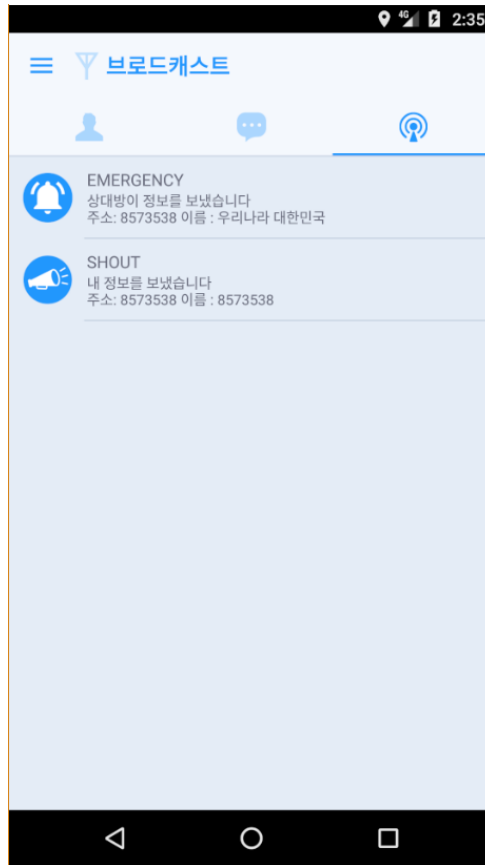 4G 2:35
브로드캐스트
EMERGENCY
상대방이 정보를 보냈습니다
주소: 8573538 이름 : 우리나라 대한민국
SHOUT
내 정보를 보냈습니다
주소: 8573538 이름 : 8573538